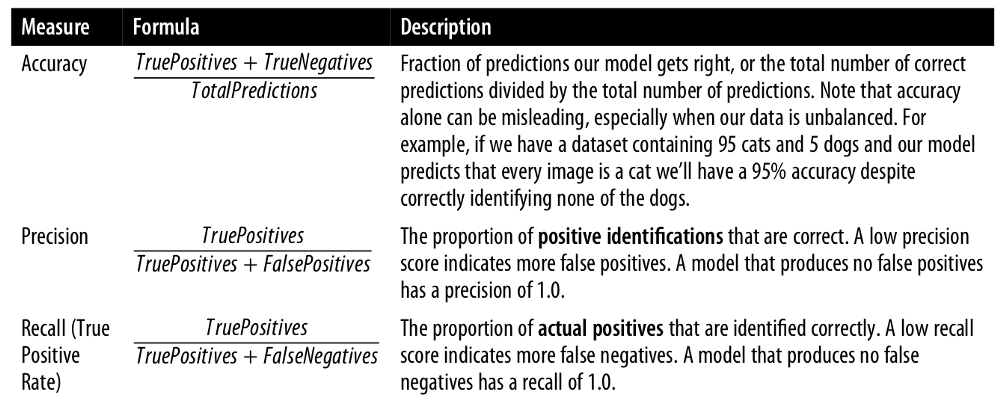 Measure Formula Description
Accuracy TruePositives + TrueNegatives Fraction of predictions our model gets right, or the total number of correct
TotalPredictions predictions divided by the total number of predictions. Note that accuracy
alone can be misleading, especially when our data is unbalanced. For
example, if we have a dataset containing 95 cats and 5 dogs and our model
predicts that every image is a cat we’ll have a 95% accuracy despite
correctly identifying none of the dogs.
Precision TruePositives The proportion of positive identifications that are correct. A low precision
TruePositives + FalsePositives score indicates more false positives. A model that produces no false positives
has a precision of 1.0.
Recall (True TruePositives The proportion of actual positives that are identified correctly. A low recall
Positive TruePositives + FalseNegatives score indicates more false negatives. A model that produces no false
Rate) negatives has a recall of 1.0.